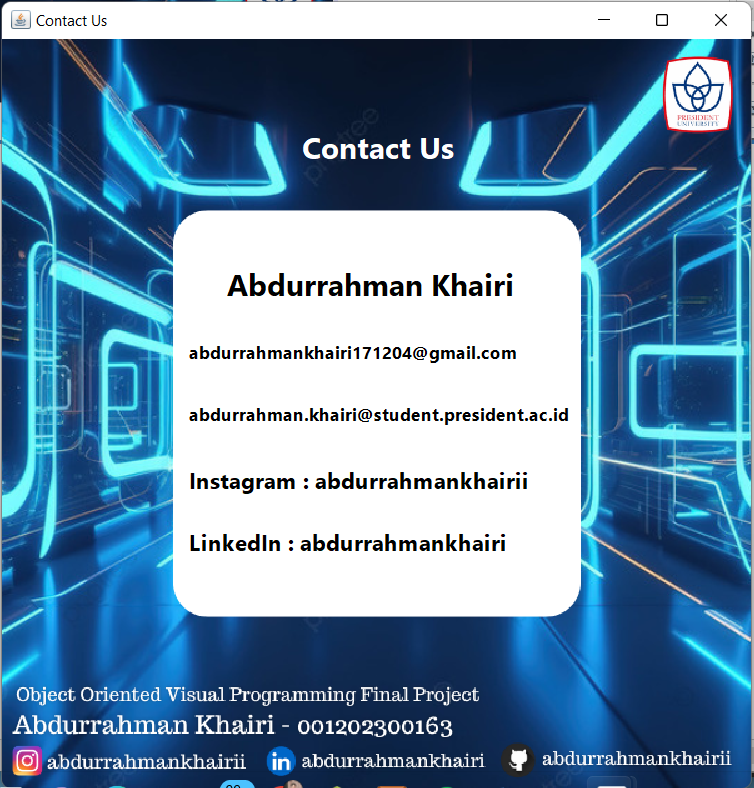 Contact Us
PRESIDENT
UNIVERSITY
Contact Us
Abdurrahman Khairi
abdurrahmankhairi171204@gmail.com
abdurrahman.khairi@student.president.ac.id
Instagram : abdurrahmankhairii
LinkedIn : abdurrahmankhairi
Object Oriented Visual Programming Final Project
Abdurrahman Khairi - 001202300163
abdurrahmankhairii
abdurrahmankhairi
abdurrahmankhairii